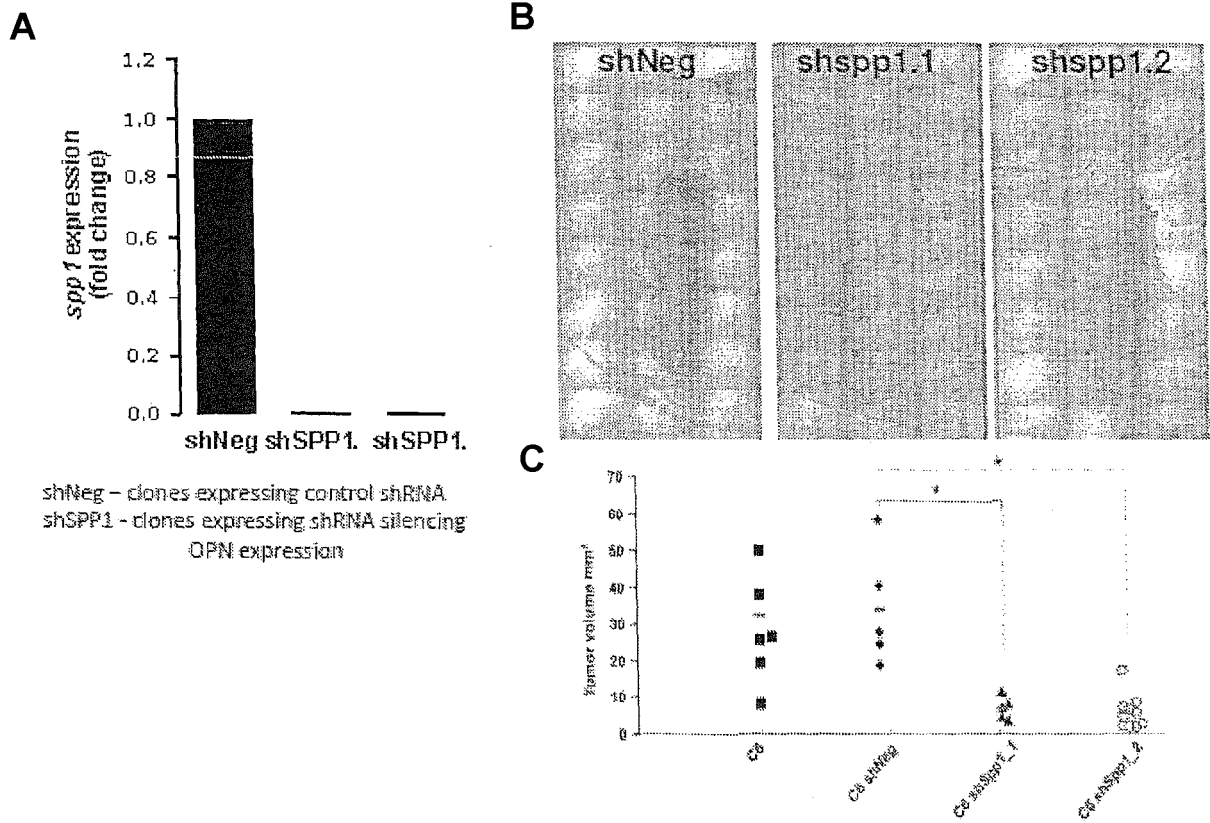 A
1.2
1.0
0.8
0.6
0.4
0.2
0.0
spp1 expression
(fold change)
shNeg shSPP1. shSPP1.
shNeg – clones expressing control shRNA
shSPP1 - clones expressing shRNA silencing
OPN expression
B
shNeg
shspp1.1
shspp1.2
C
70
60
50
40
30
20
10
0
Tumor volume mm³
*
*
C6
C6 shNeg
C6 shSpp1_1
C6 shSpp1_2